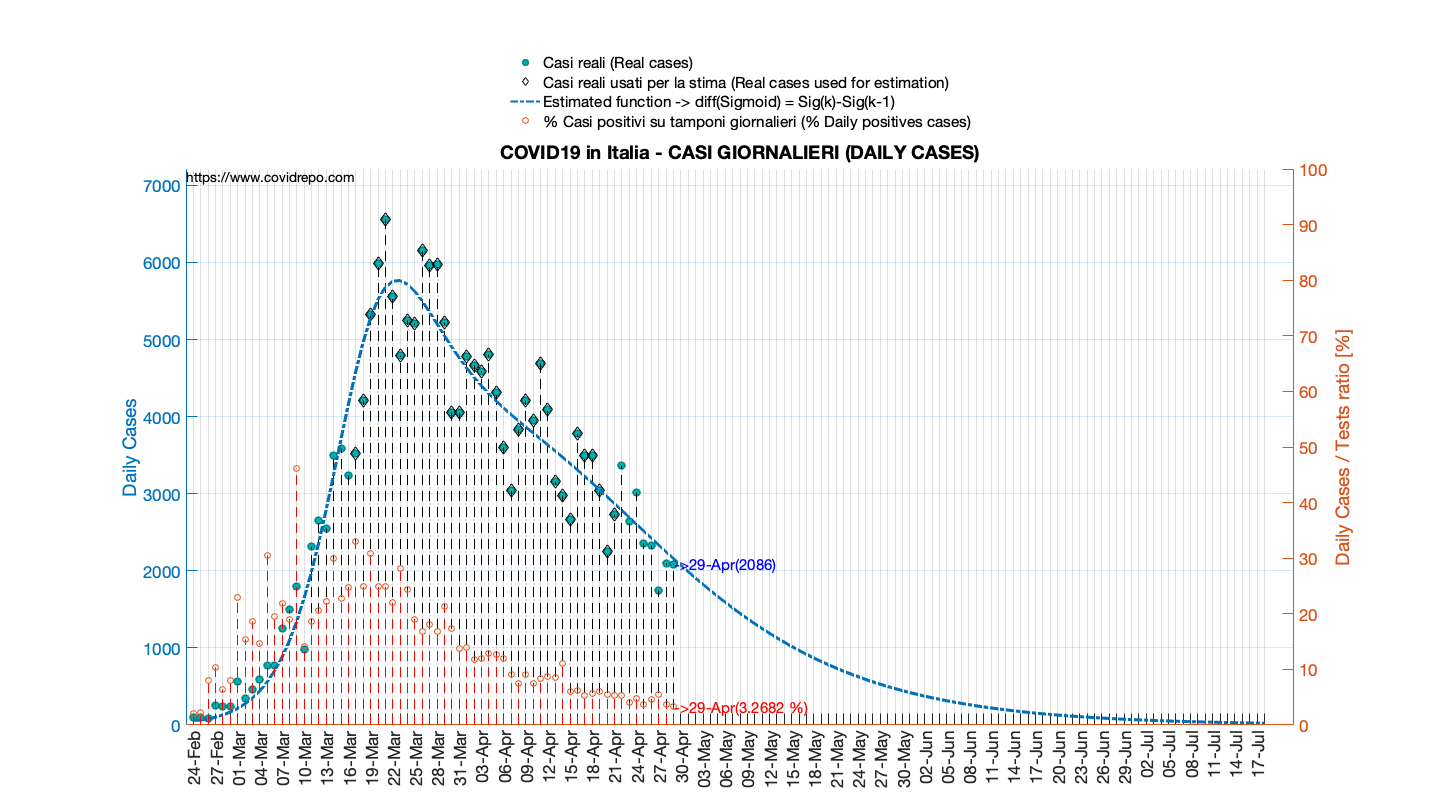 Casi reali (Real cases)
Casi reali usati per la stima (Real cases used for estimation)
Estimated function -> diff(Sigmoid) = Sig(k)-Sig(k-1)
% Casi positivi su tamponi giornalieri (% Daily positives cases)
COVID19 in Italia - CASI GIORNALIERI (DAILY CASES)
https://www.covidrepo.com
7000
6000
5000
4000
3000
2000
1000
0
Daily Cases
100
90
80
70
60
50
40
30
20
10
0
Daily Cases / Tests ratio [%]
->29-Apr(2086)
->29-Apr(3.2682 %)
24-Feb
27-Feb
01-Mar
04-Mar
07-Mar
10-Mar
13-Mar
16-Mar
19-Mar
22-Mar
25-Mar
28-Mar
31-Mar
03-Apr
06-Apr
09-Apr
12-Apr
15-Apr
18-Apr
21-Apr
24-Apr
27-Apr
30-Apr
03-May
06-May
09-May
12-May
15-May
18-May
21-May
24-May
27-May
30-May
02-Jun
05-Jun
08-Jun
11-Jun
14-Jun
17-Jun
20-Jun
23-Jun
26-Jun
29-Jun
02-Jul
05-Jul
08-Jul
11-Jul
14-Jul
17-Jul